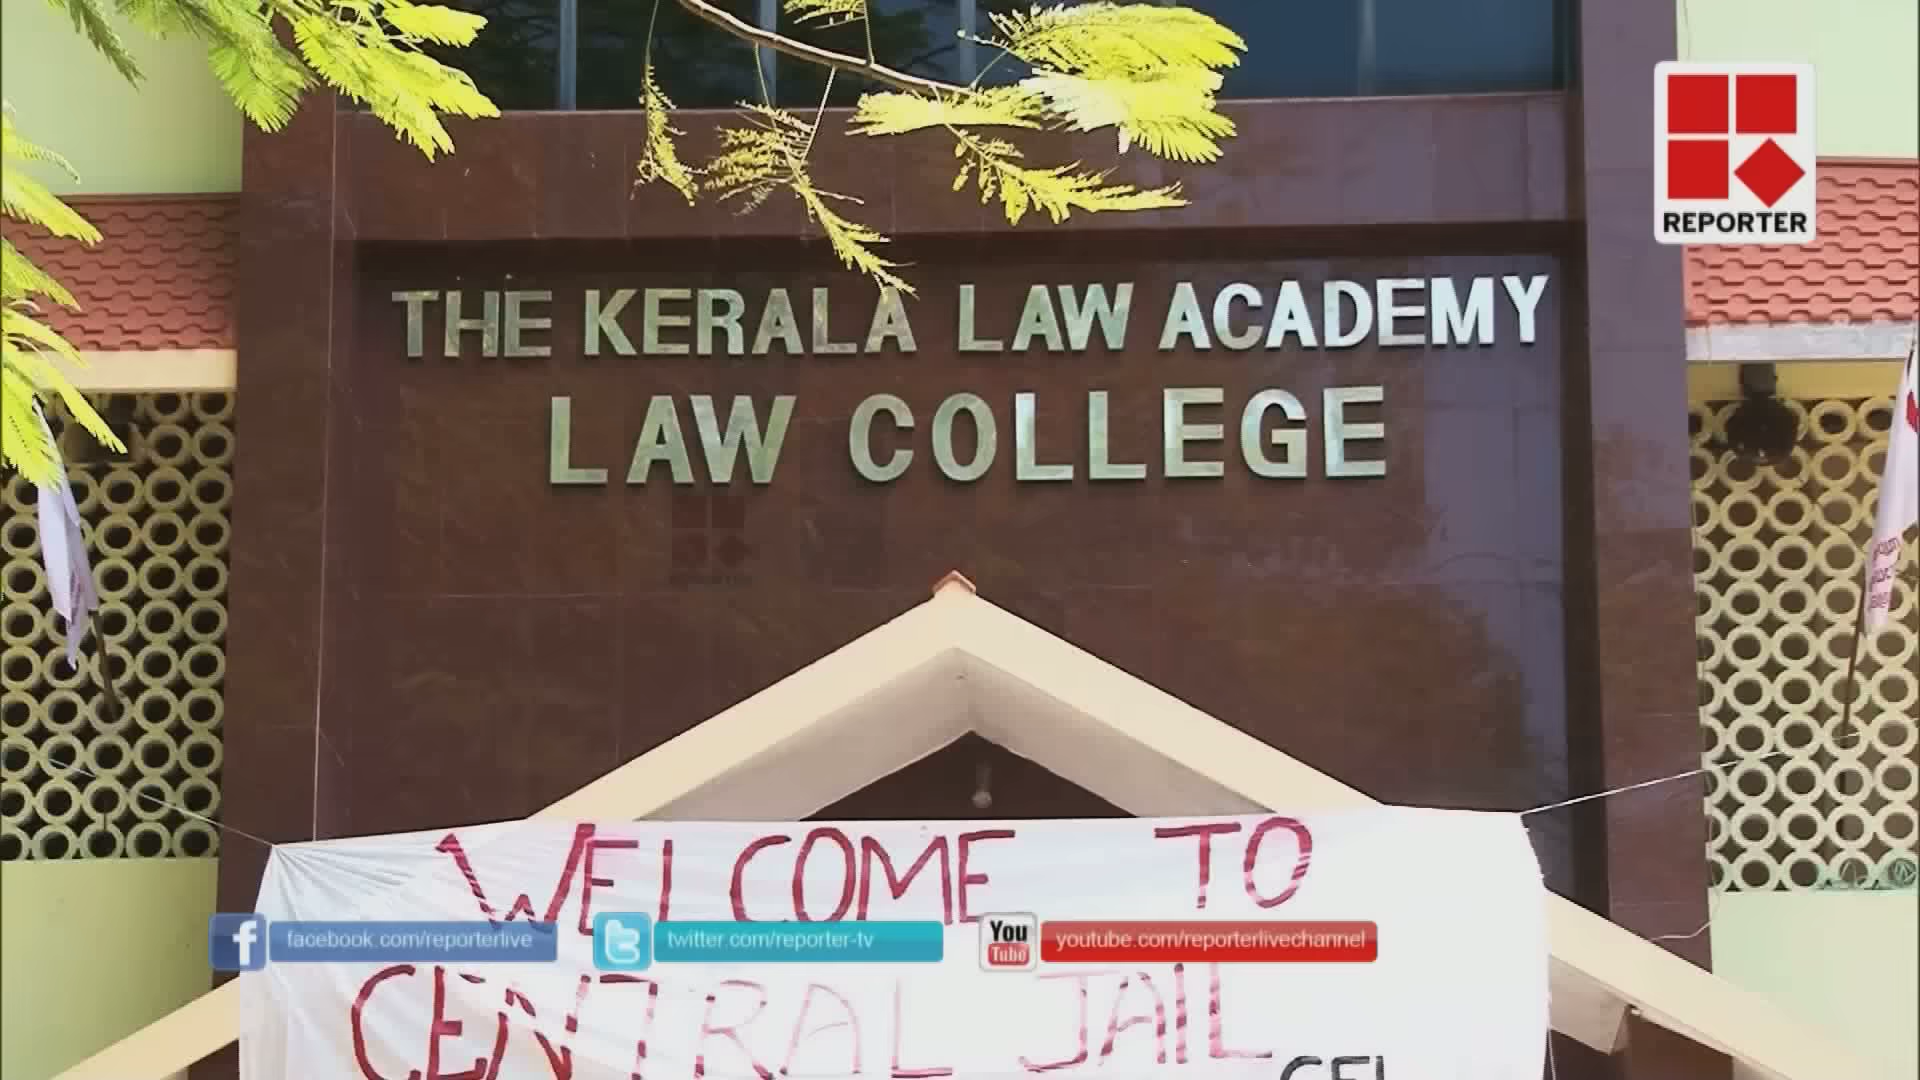 REPORTER
THE KERALA LAW ACADEMY
LAW COLLEGE
WELCOME TO
facebook.com/reporterlive
twitter.com/reporter-tv
You
Tube
youtube.com/reporterlivechannel
CENTRAL JAIL